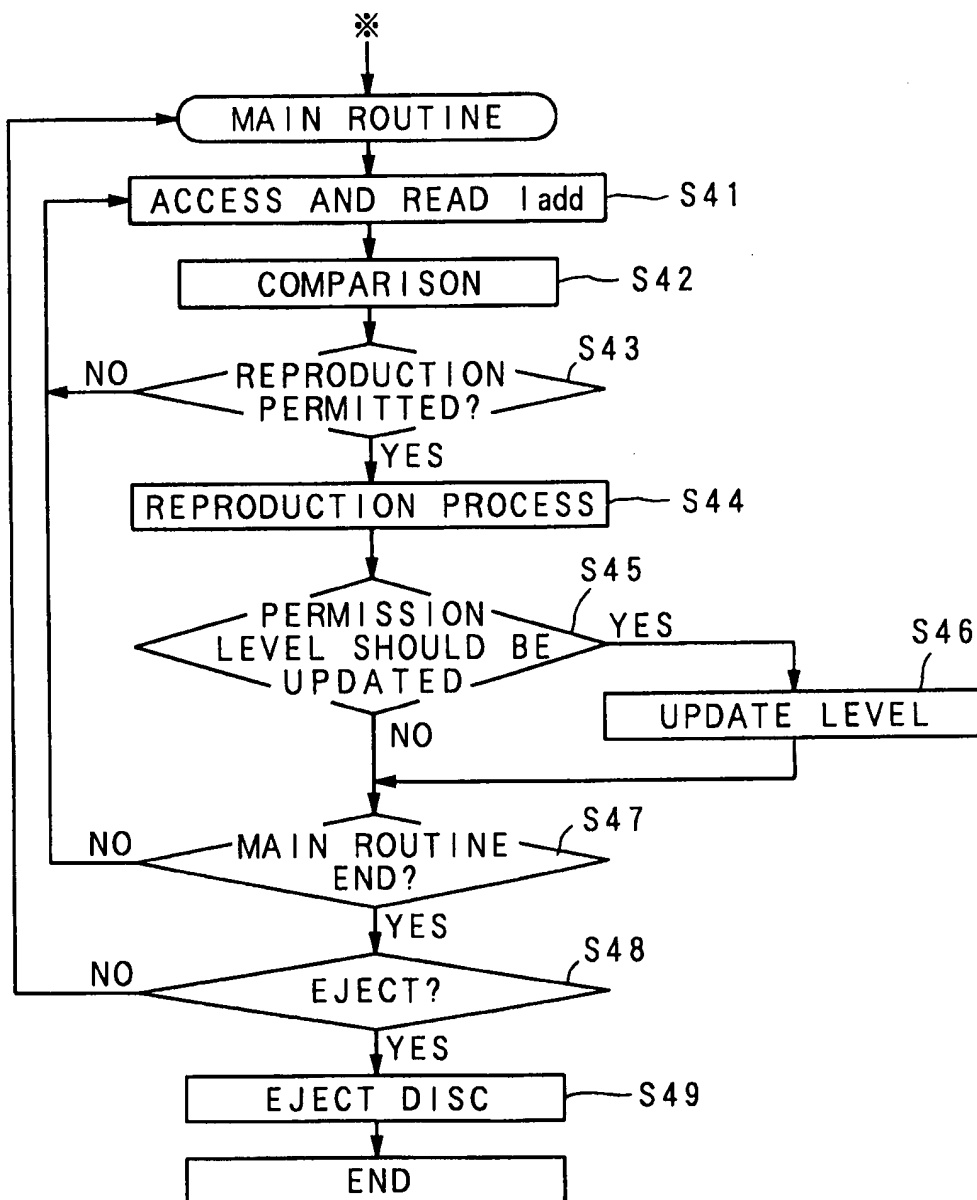 ※
MAIN ROUTINE
ACCESS AND READ Iadd
S41
COMPARISON
S42
S43
NO
REPRODUCTION
PERMITTED?
YES
REPRODUCTION PROCESS
S44
S45
PERMISSION
LEVEL SHOULD BE
UPDATED
YES
S46
UPDATE LEVEL
NO
S47
NO
MAIN ROUTINE
END?
YES
S48
NO
EJECT?
YES
EJECT DISC
S49
END